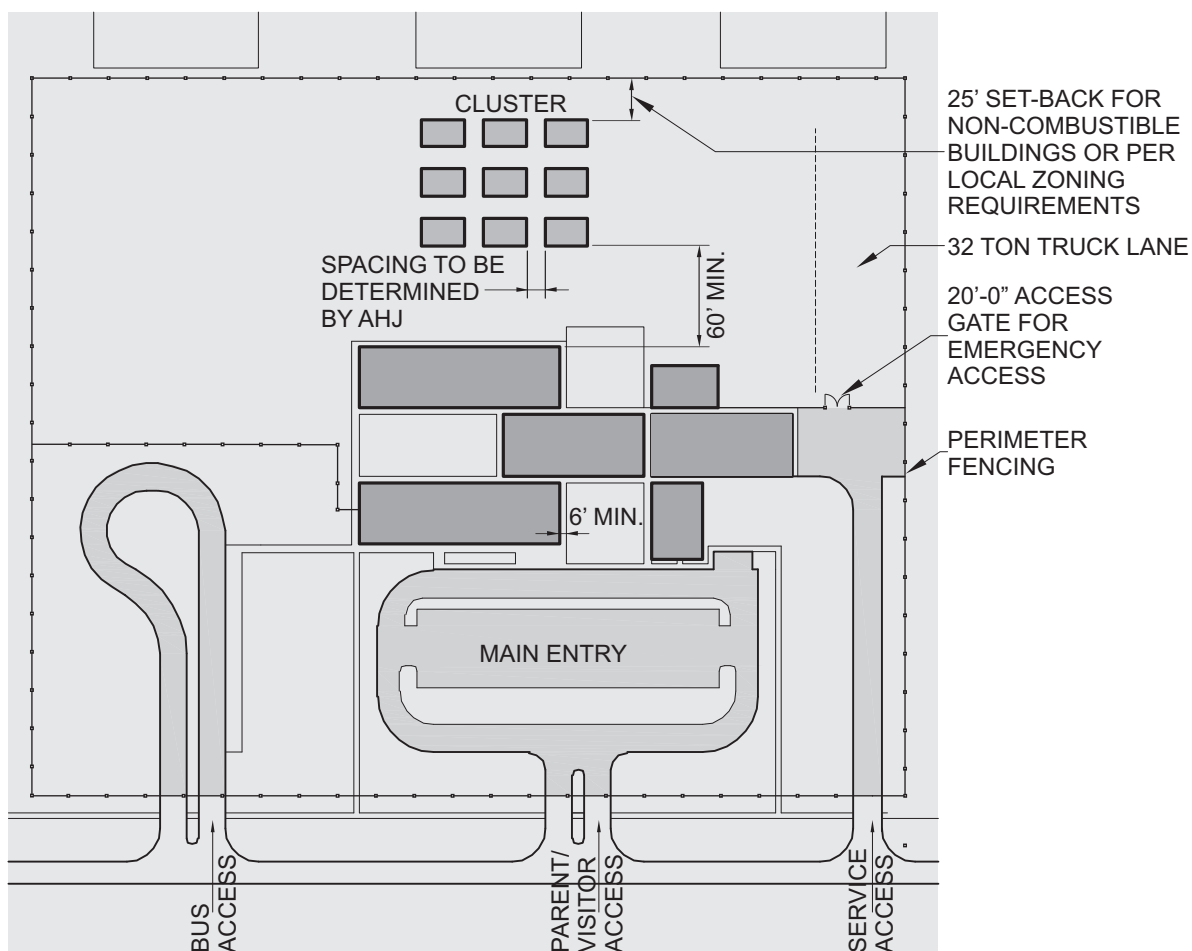 CLUSTER
25’ SET-BACK FOR
NON-COMBUSTIBLE
BUILDINGS OR PER
LOCAL ZONING
REQUIREMENTS
32 TON TRUCK LANE
SPACING TO BE
DETERMINED
BY AHJ
60’ MIN.
20’-0” ACCESS
GATE FOR
EMERGENCY
ACCESS
PERIMETER
FENCING
6’ MIN.
MAIN ENTRY
BUS
ACCESS
PARENT/
VISITOR
ACCESS
SERVICE
ACCESS